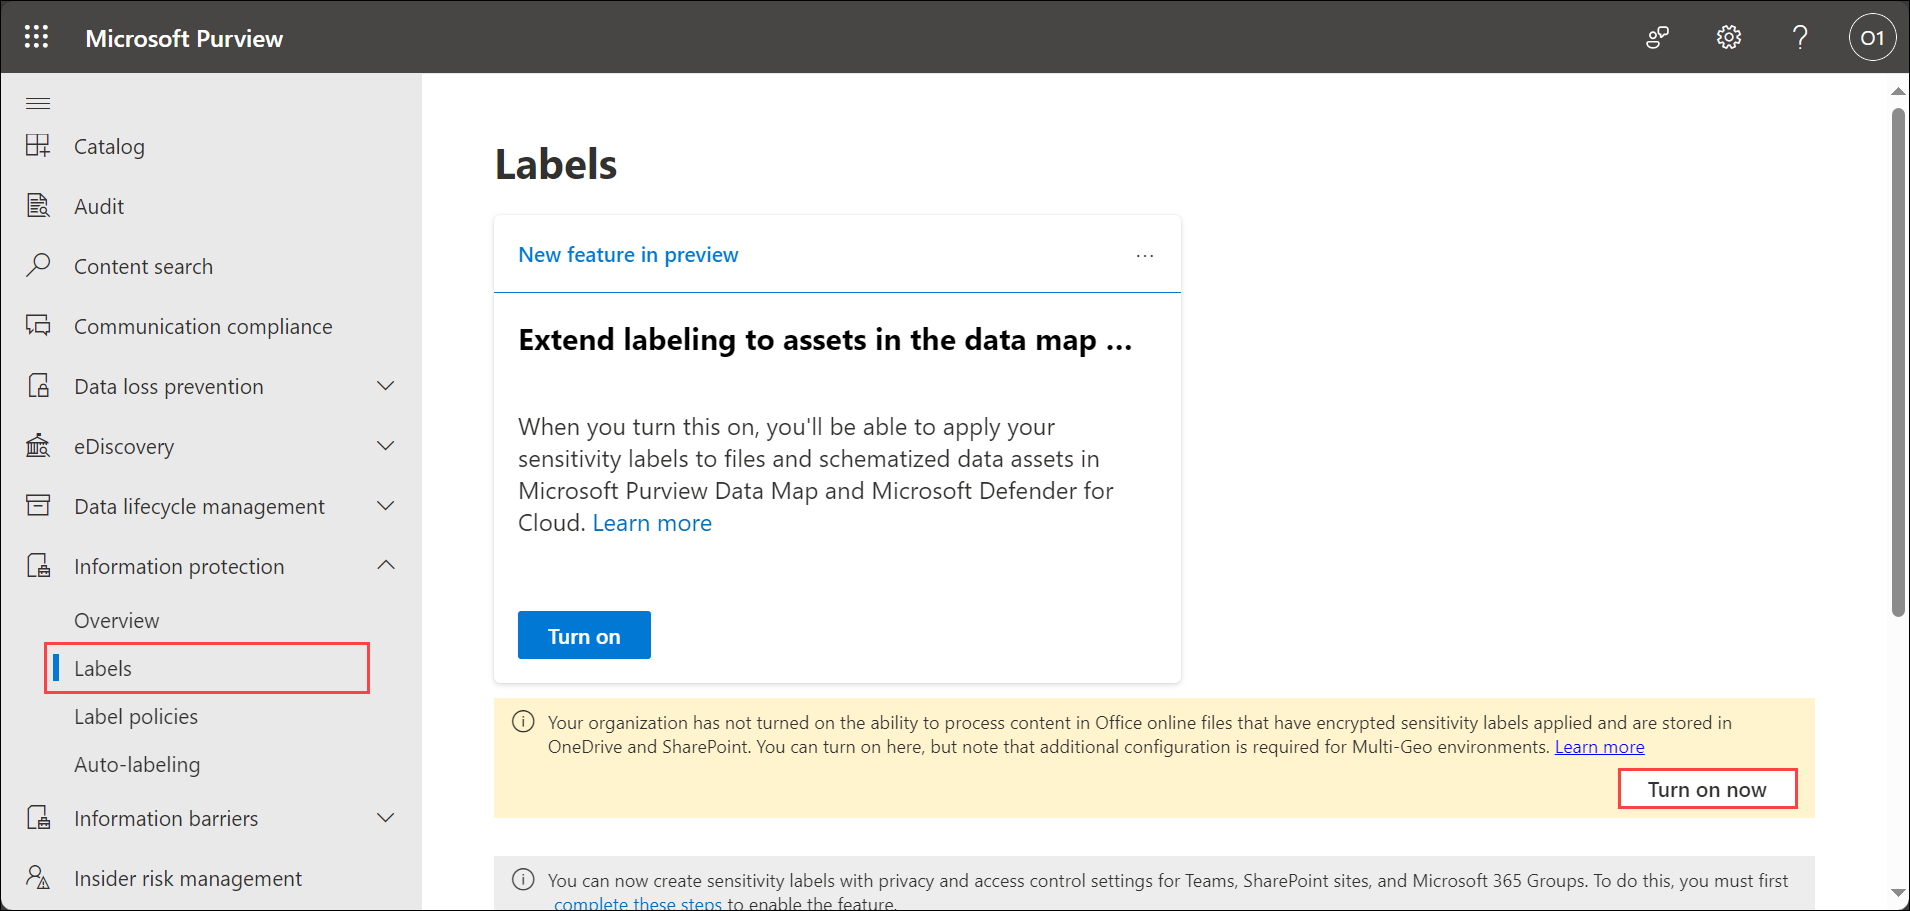 Microsoft Purview
O1
Catalog
Audit
Content search
Communication compliance
Data loss prevention
eDiscovery
Data lifecycle management
Information protection
Overview
Labels
Label policies
Auto-labeling
Information barriers
Insider risk management
Labels
New feature in preview
...
Extend labeling to assets in the data map ...
When you turn this on, you'll be able to apply your
sensitivity labels to files and schematized data assets in
Microsoft Purview Data Map and Microsoft Defender for
Cloud. Learn more
Turn on
Your organization has not turned on the ability to process content in Office online files that have encrypted sensitivity labels applied and are stored in
OneDrive and SharePoint. You can turn on here, but note that additional configuration is required for Multi-Geo environments. Learn more
Turn on now
You can now create sensitivity labels with privacy and access control settings for Teams, SharePoint sites, and Microsoft 365 Groups. To do this, you must first
complete these steps to enable the feature.